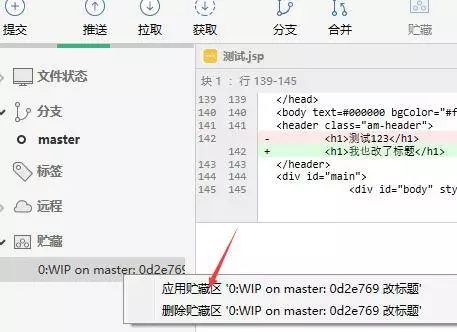 提交 推送 拉取 获取 分支 合并 贮藏
文件状态
分支
master
标签
远程
贮藏
0:WIP on master: 0d2e769
测试.jsp
块 1 : 行 139-145
139 139 </head>
140 140 <body text=#000000 bgColor="#f
141 141 <header class="am-header">
142 - <h1>测试123</h1>
142 + <h1>我也改了标题</h1>
143 143 </header>
144 144 <div id="main">
145 145 <div id="body" sty
应用贮藏区 '0:WIP on master: 0d2e769 改标题'
删除贮藏区 '0:WIP on master: 0d2e769 改标题'